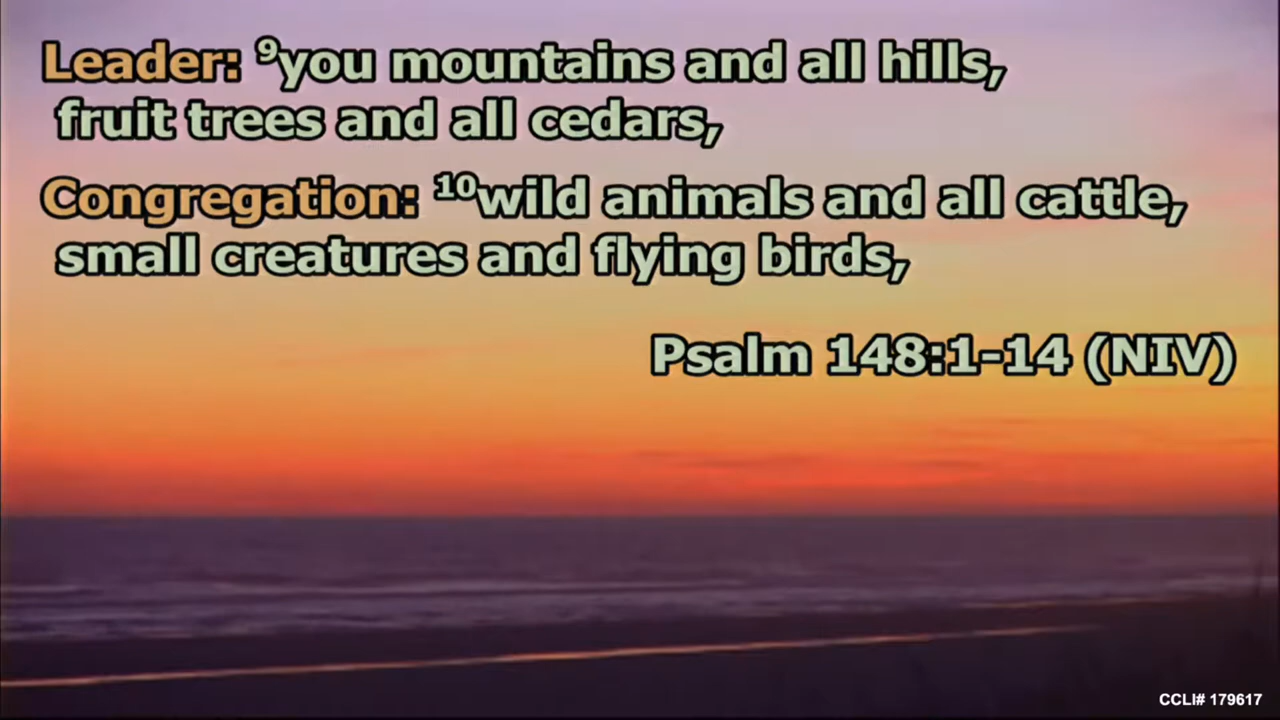 Leader: ⁹you mountains and all hills,
fruit trees and all cedars,
Congregation: ¹⁰wild animals and all cattle,
small creatures and flying birds,
Psalm 148:1-14 (NIV)
CCLI# 179617